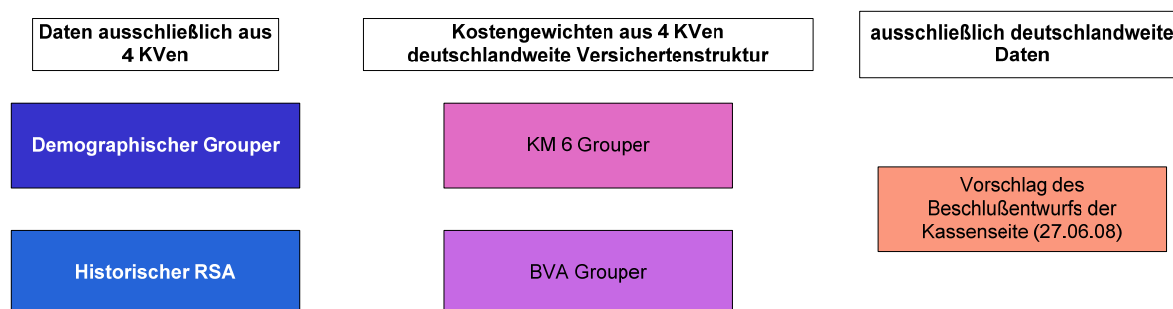 Daten ausschließlich aus
4 KVen
Kostengewichten aus 4 KVen
deutschlandweite Versichertenstruktur
ausschließlich deutschlandweite
Daten
Demographischer Grouper
KM 6 Grouper
Vorschlag des
Beschlußentwurfs der
Kassenseite (27.06.08)
Historischer RSA
BVA Grouper